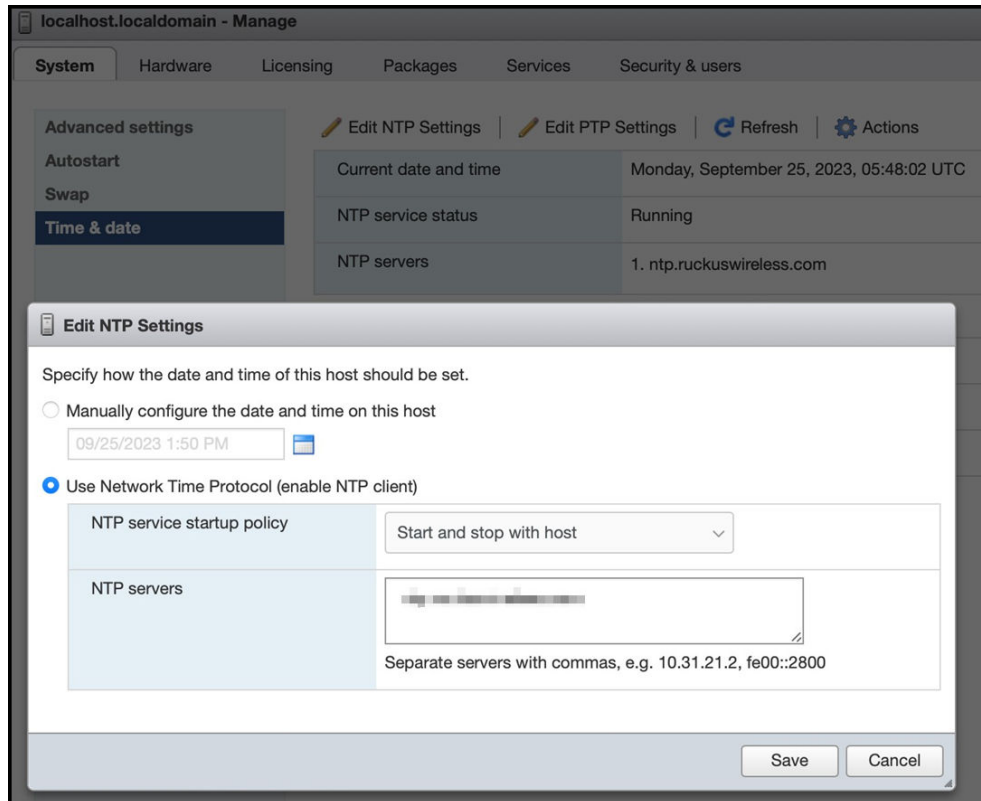 localhost.localdomain - Manage
System Hardware Licensing Packages Services Security & users
Advanced settings
Autostart
Swap
Time & date
Edit NTP Settings Edit PTP Settings Refresh Actions
Current date and time Monday, September 25, 2023, 05:48:02 UTC
NTP service status Running
NTP servers 1. ntp.ruckuswireless.com
Edit NTP Settings
Specify how the date and time of this host should be set.
Manually configure the date and time on this host
09/25/2023 1:50 PM
Use Network Time Protocol (enable NTP client)
NTP service startup policy Start and stop with host
NTP servers
Separate servers with commas, e.g. 10.31.21.2, fe00::2800
Save Cancel